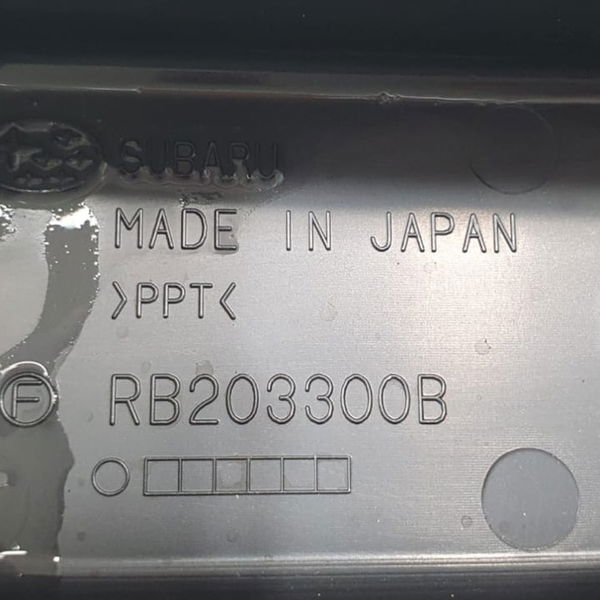 SUBARU
MADE IN JAPAN
>PPT<
F RB203300B